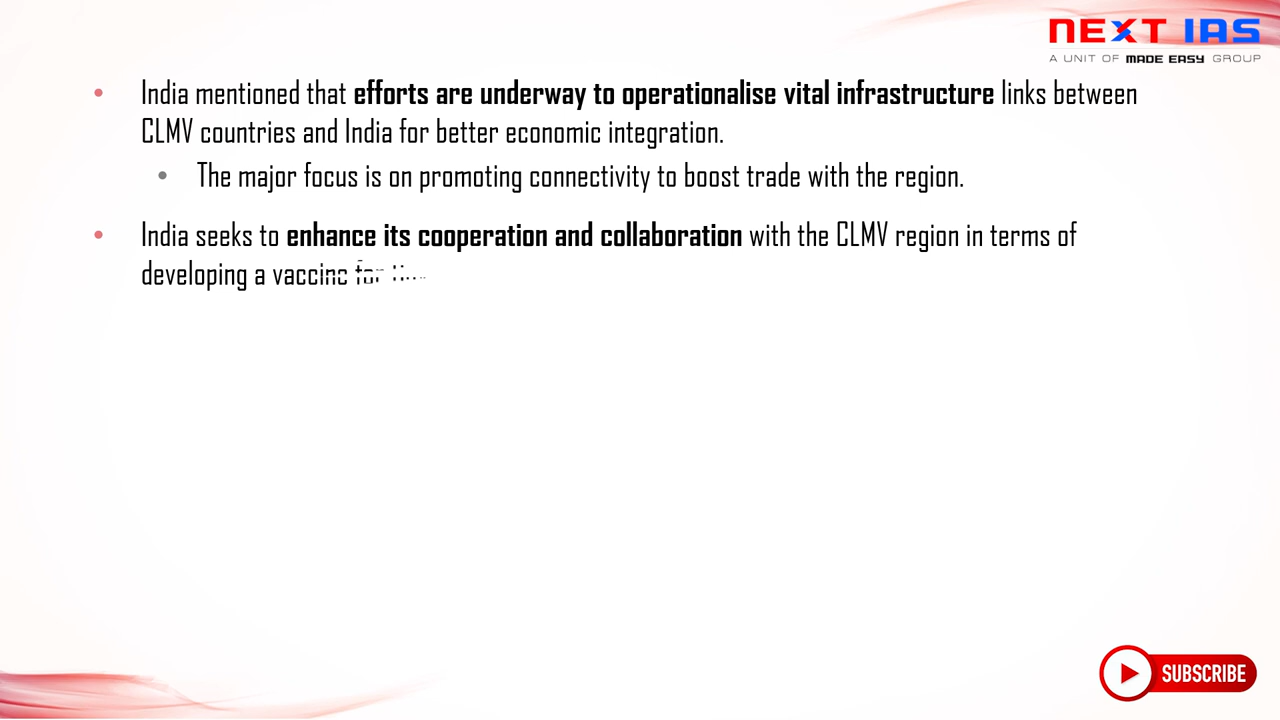 NEXT IAS
A UNIT OF MADE EASY GROUP
• India mentioned that efforts are underway to operationalise vital infrastructure links between
CLMV countries and India for better economic integration.
• The major focus is on promoting connectivity to boost trade with the region.
• India seeks to enhance its cooperation and collaboration with the CLMV region in terms of
developing a vaccine for
SUBSCRIBE